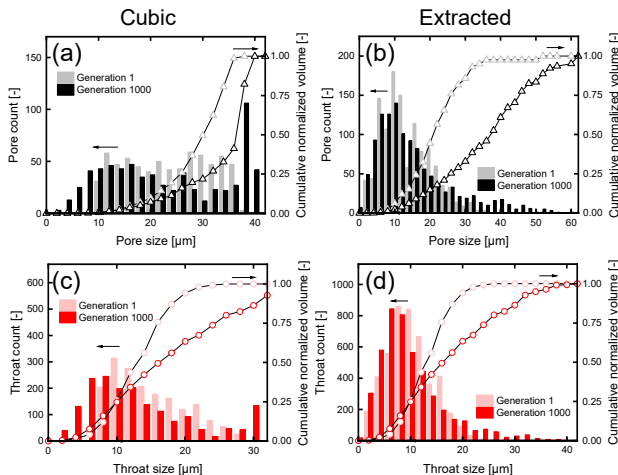 Cubic
Extracted
(a)
Generation 1
Generation 1000
Pore count [-]
0
50
100
150
Cumulative normalized volume [-]
0.00
0.25
0.50
0.75
1.00
0 10 20 30 40
Pore size [µm]
(b)
Generation 1
Generation 1000
Pore count [-]
0
50
100
150
200
Cumulative normalized volume [-]
0.00
0.25
0.50
0.75
1.00
0 10 20 30 40 50 60
Pore size [µm]
(c)
Generation 1
Generation 1000
Throat count [-]
0
100
200
300
400
500
600
Cumulative normalized volume [-]
0.00
0.25
0.50
0.75
1.00
0 10 20 30
Throat size [µm]
(d)
Generation 1
Generation 1000
Throat count [-]
0
200
400
600
800
1000
Cumulative normalized volume [-]
0.00
0.25
0.50
0.75
1.00
0 10 20 30 40
Throat size [µm]